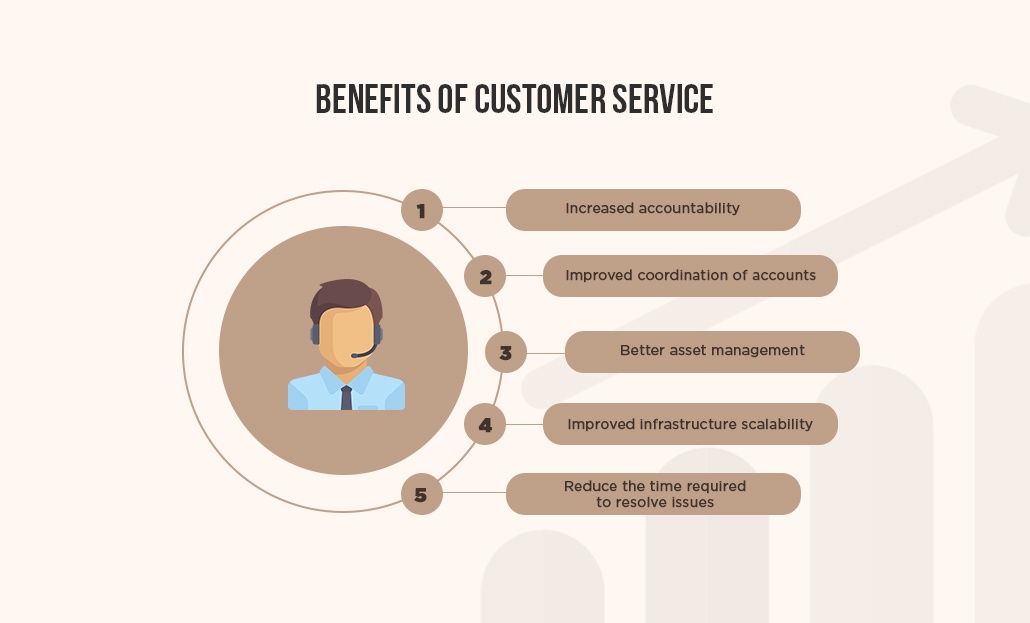 BENEFITS OF CUSTOMER SERVICE
1
Increased accountability
2
Improved coordination of accounts
3
Better asset management
4
Improved infrastructure scalability
5
Reduce the time required
to resolve issues